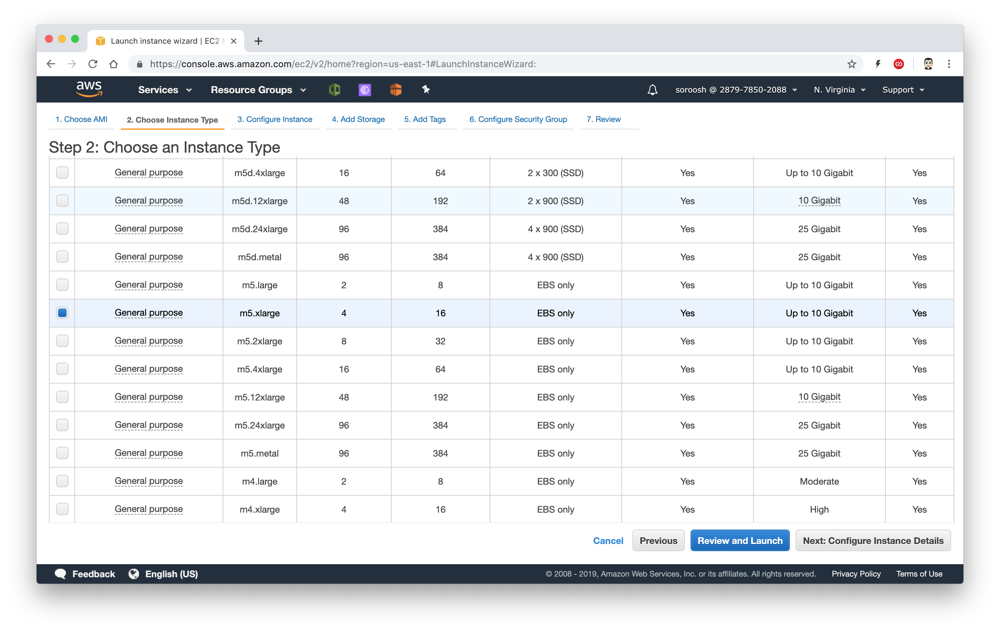 Launch instance wizard | EC2
https://console.aws.amazon.com/ec2/v2/home?region=us-east-1#LaunchInstanceWizard:
aws Services Resource Groups soroosh @ 2879-7850-2088 N. Virginia Support
1. Choose AMI 2. Choose Instance Type 3. Configure Instance 4. Add Storage 5. Add Tags 6. Configure Security Group 7. Review
Step 2: Choose an Instance Type
General purpose m5d.4xlarge 16 64 2 x 300 (SSD) Yes Up to 10 Gigabit Yes
General purpose m5d.12xlarge 48 192 2 x 900 (SSD) Yes 10 Gigabit Yes
General purpose m5d.24xlarge 96 384 4 x 900 (SSD) Yes 25 Gigabit Yes
General purpose m5d.metal 96 384 4 x 900 (SSD) Yes 25 Gigabit Yes
General purpose m5.large 2 8 EBS only Yes Up to 10 Gigabit Yes
General purpose m5.xlarge 4 16 EBS only Yes Up to 10 Gigabit Yes
General purpose m5.2xlarge 8 32 EBS only Yes Up to 10 Gigabit Yes
General purpose m5.4xlarge 16 64 EBS only Yes Up to 10 Gigabit Yes
General purpose m5.12xlarge 48 192 EBS only Yes 10 Gigabit Yes
General purpose m5.24xlarge 96 384 EBS only Yes 25 Gigabit Yes
General purpose m5.metal 96 384 EBS only Yes 25 Gigabit Yes
General purpose m4.large 2 8 EBS only Yes Moderate Yes
General purpose m4.xlarge 4 16 EBS only Yes High Yes
Cancel Previous Review and Launch Next: Configure Instance Details
Feedback English (US) © 2008 - 2019, Amazon Web Services, Inc. or its affiliates. All rights reserved. Privacy Policy Terms of Use